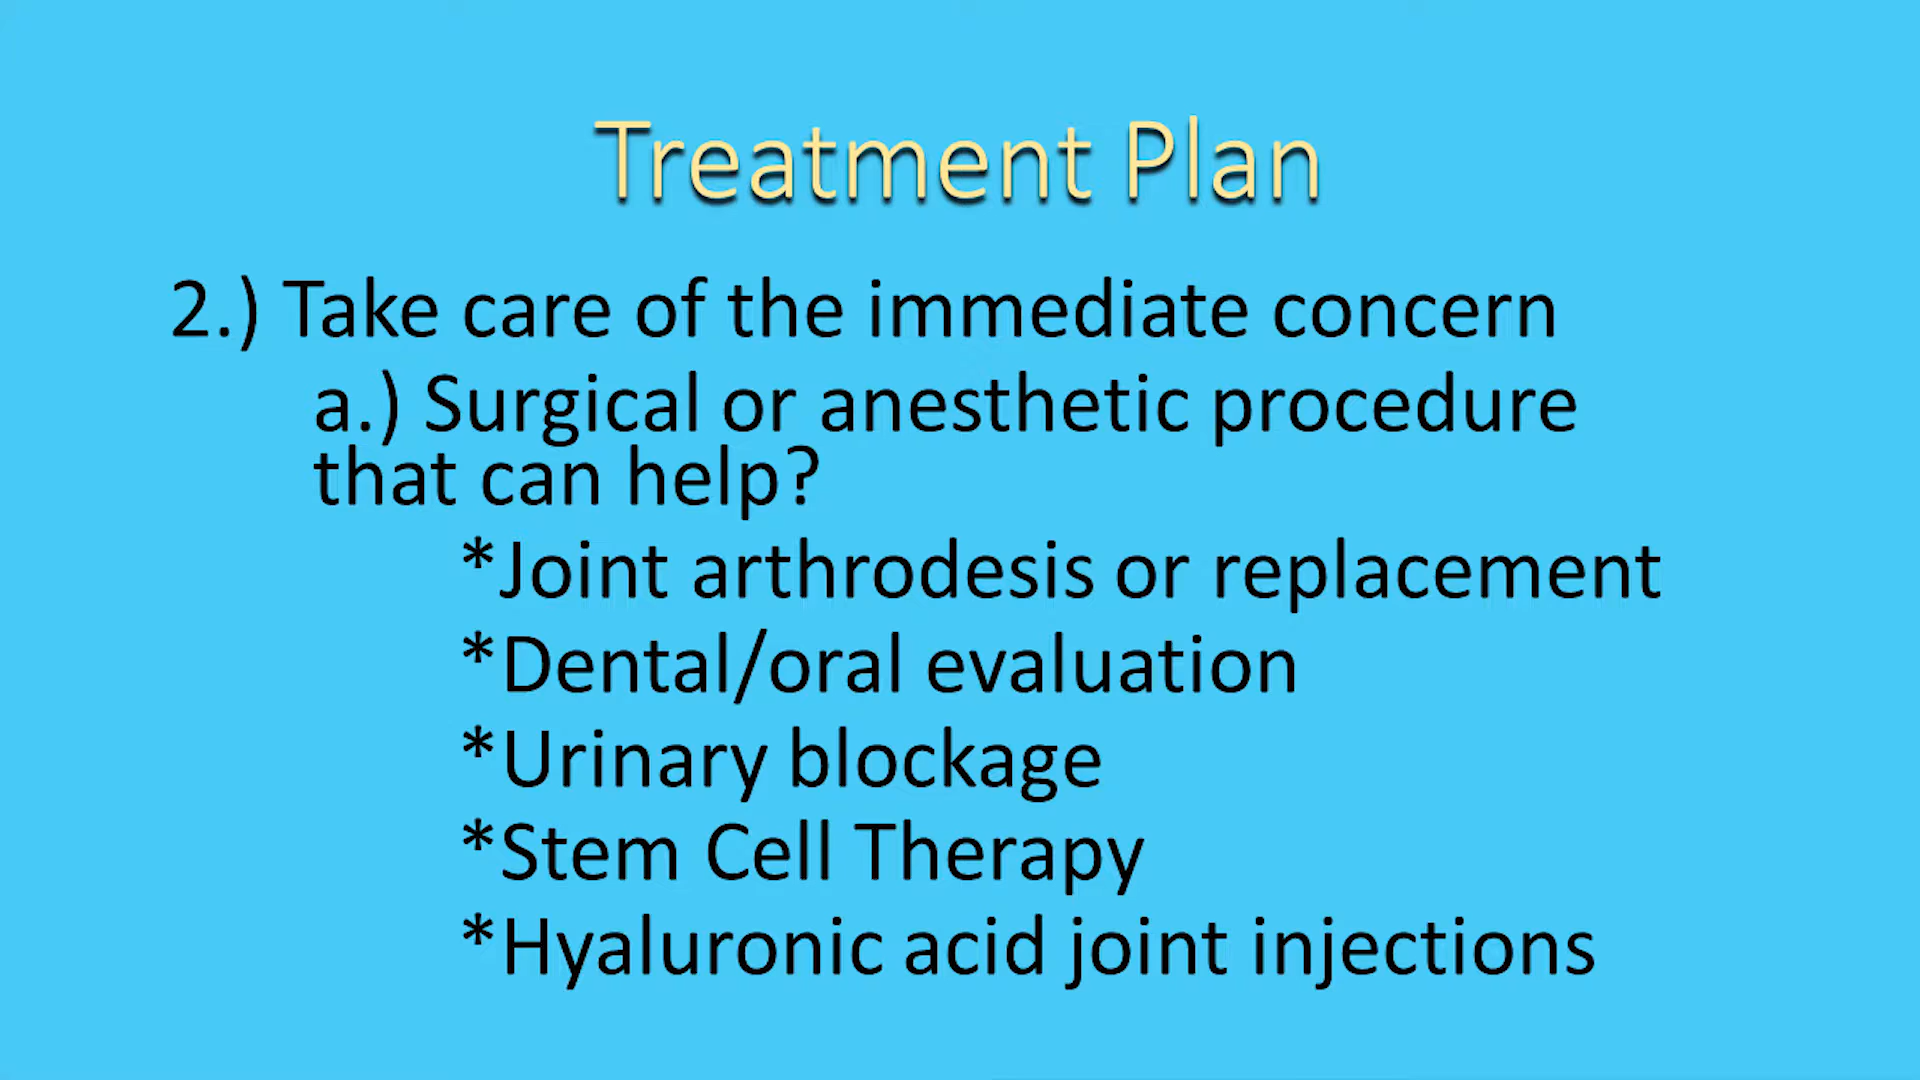 Treatment Plan
2.) Take care of the immediate concern
a.) Surgical or anesthetic procedure
that can help?
*Joint arthrodesis or replacement
*Dental/oral evaluation
*Urinary blockage
*Stem Cell Therapy
*Hyaluronic acid joint injections